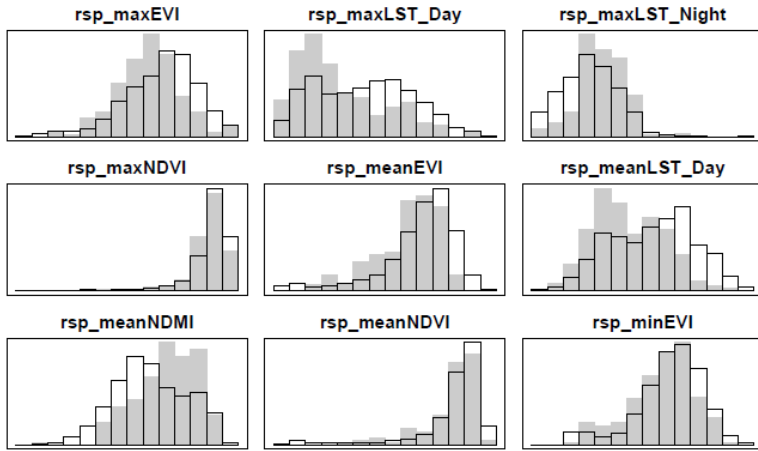 rsp_maxEVI rsp_maxLST_Day rsp_maxLST_Night
rsp_maxNDVI rsp_meanEVI rsp_meanLST_Day
rsp_meanNDMI rsp_meanNDVI rsp_minEVI